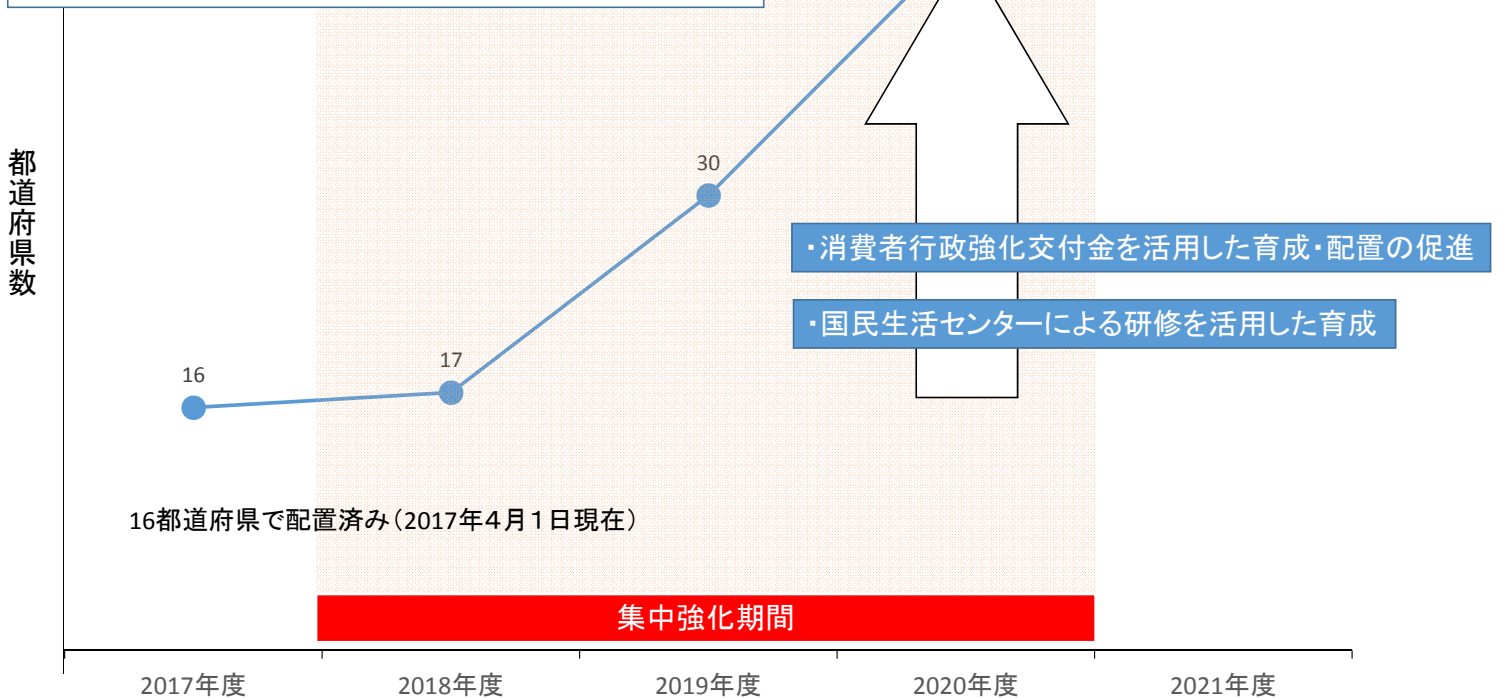 都道府県数
30
・消費者行政強化交付金を活用した育成・配置の促進
・国民生活センターによる研修を活用した育成
17
16
16都道府県で配置済み（2017年４月１日現在）
集中強化期間
2017年度
2018年度
2019年度
2020年度
2021年度